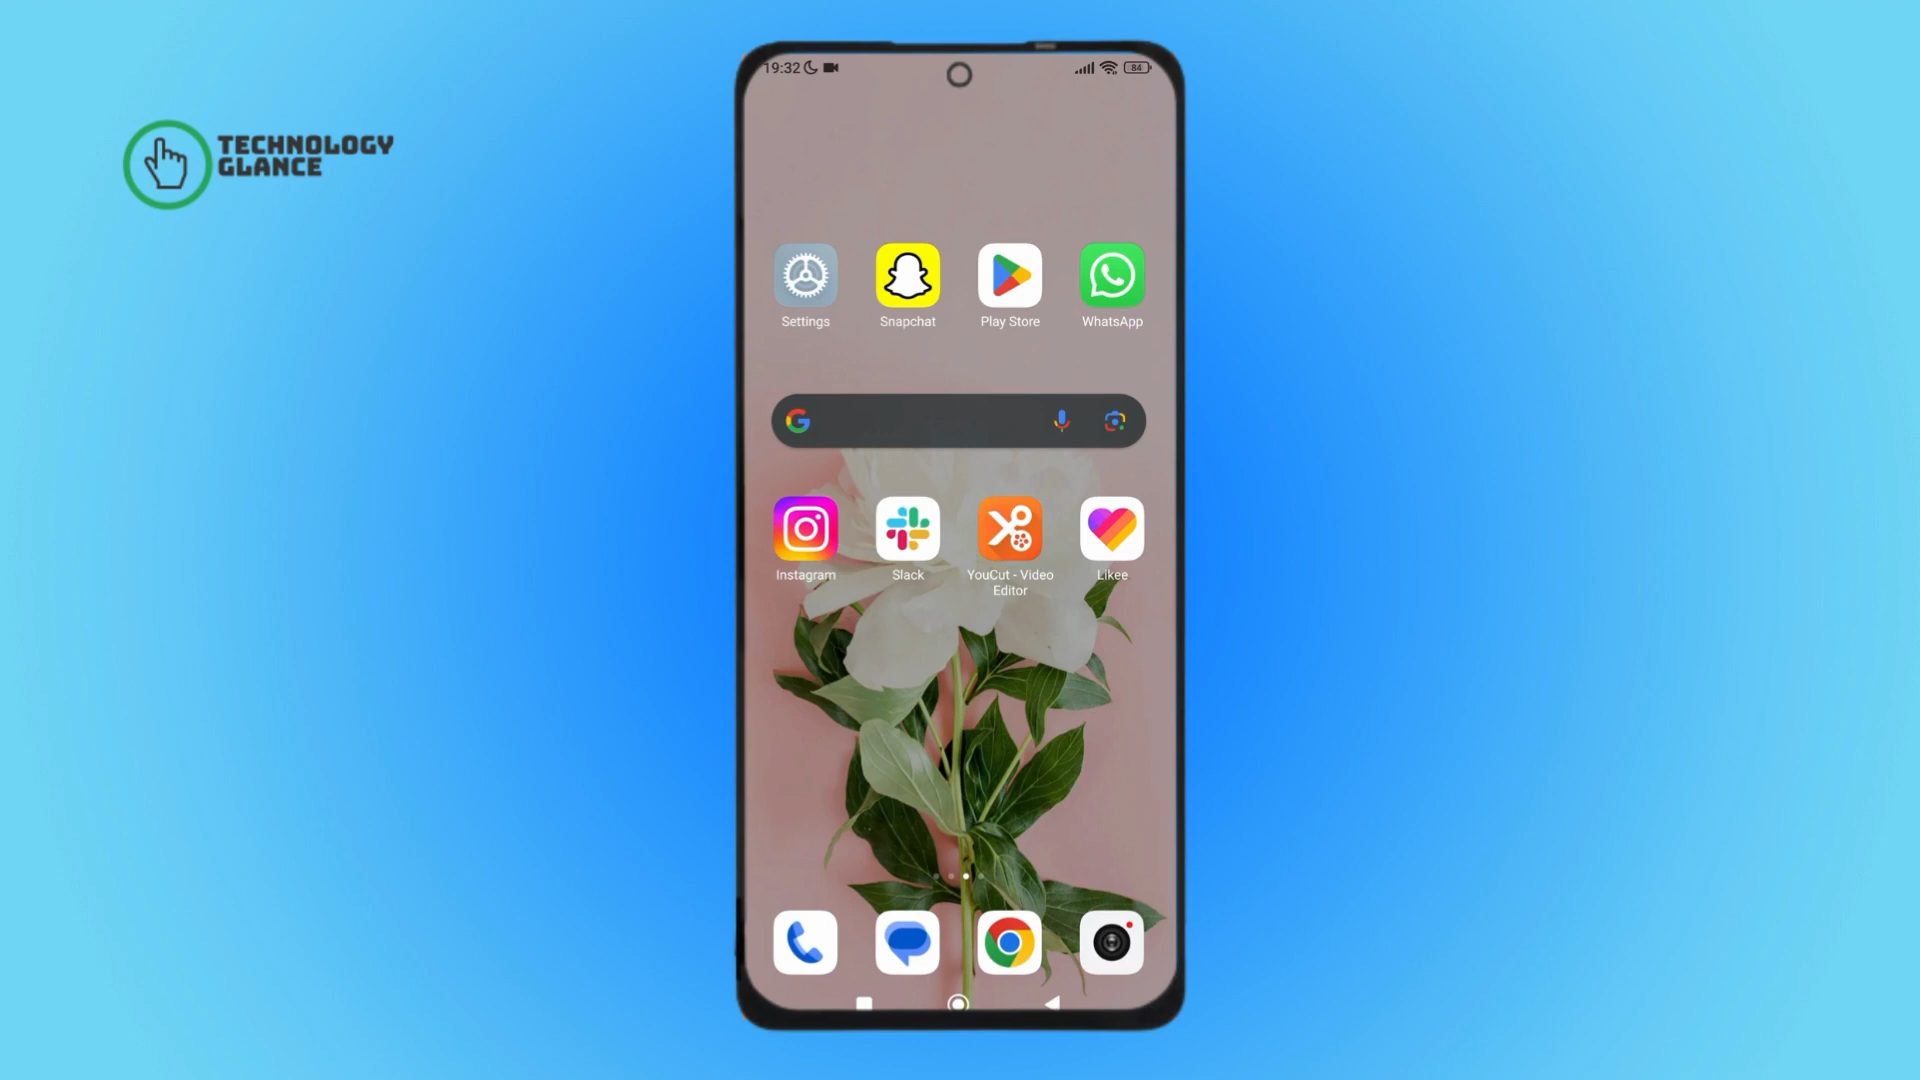 19:32
84
TECHNOLOGY
GLANCE
Settings
Snapchat
Play Store
WhatsApp
Instagram
Slack
YouCut - Video
Editor
Likee